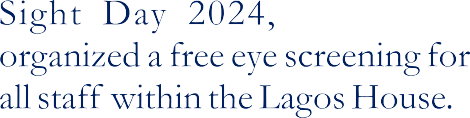 Sight Day 2024,
organized a free eye screening for
all staff within the Lagos House.